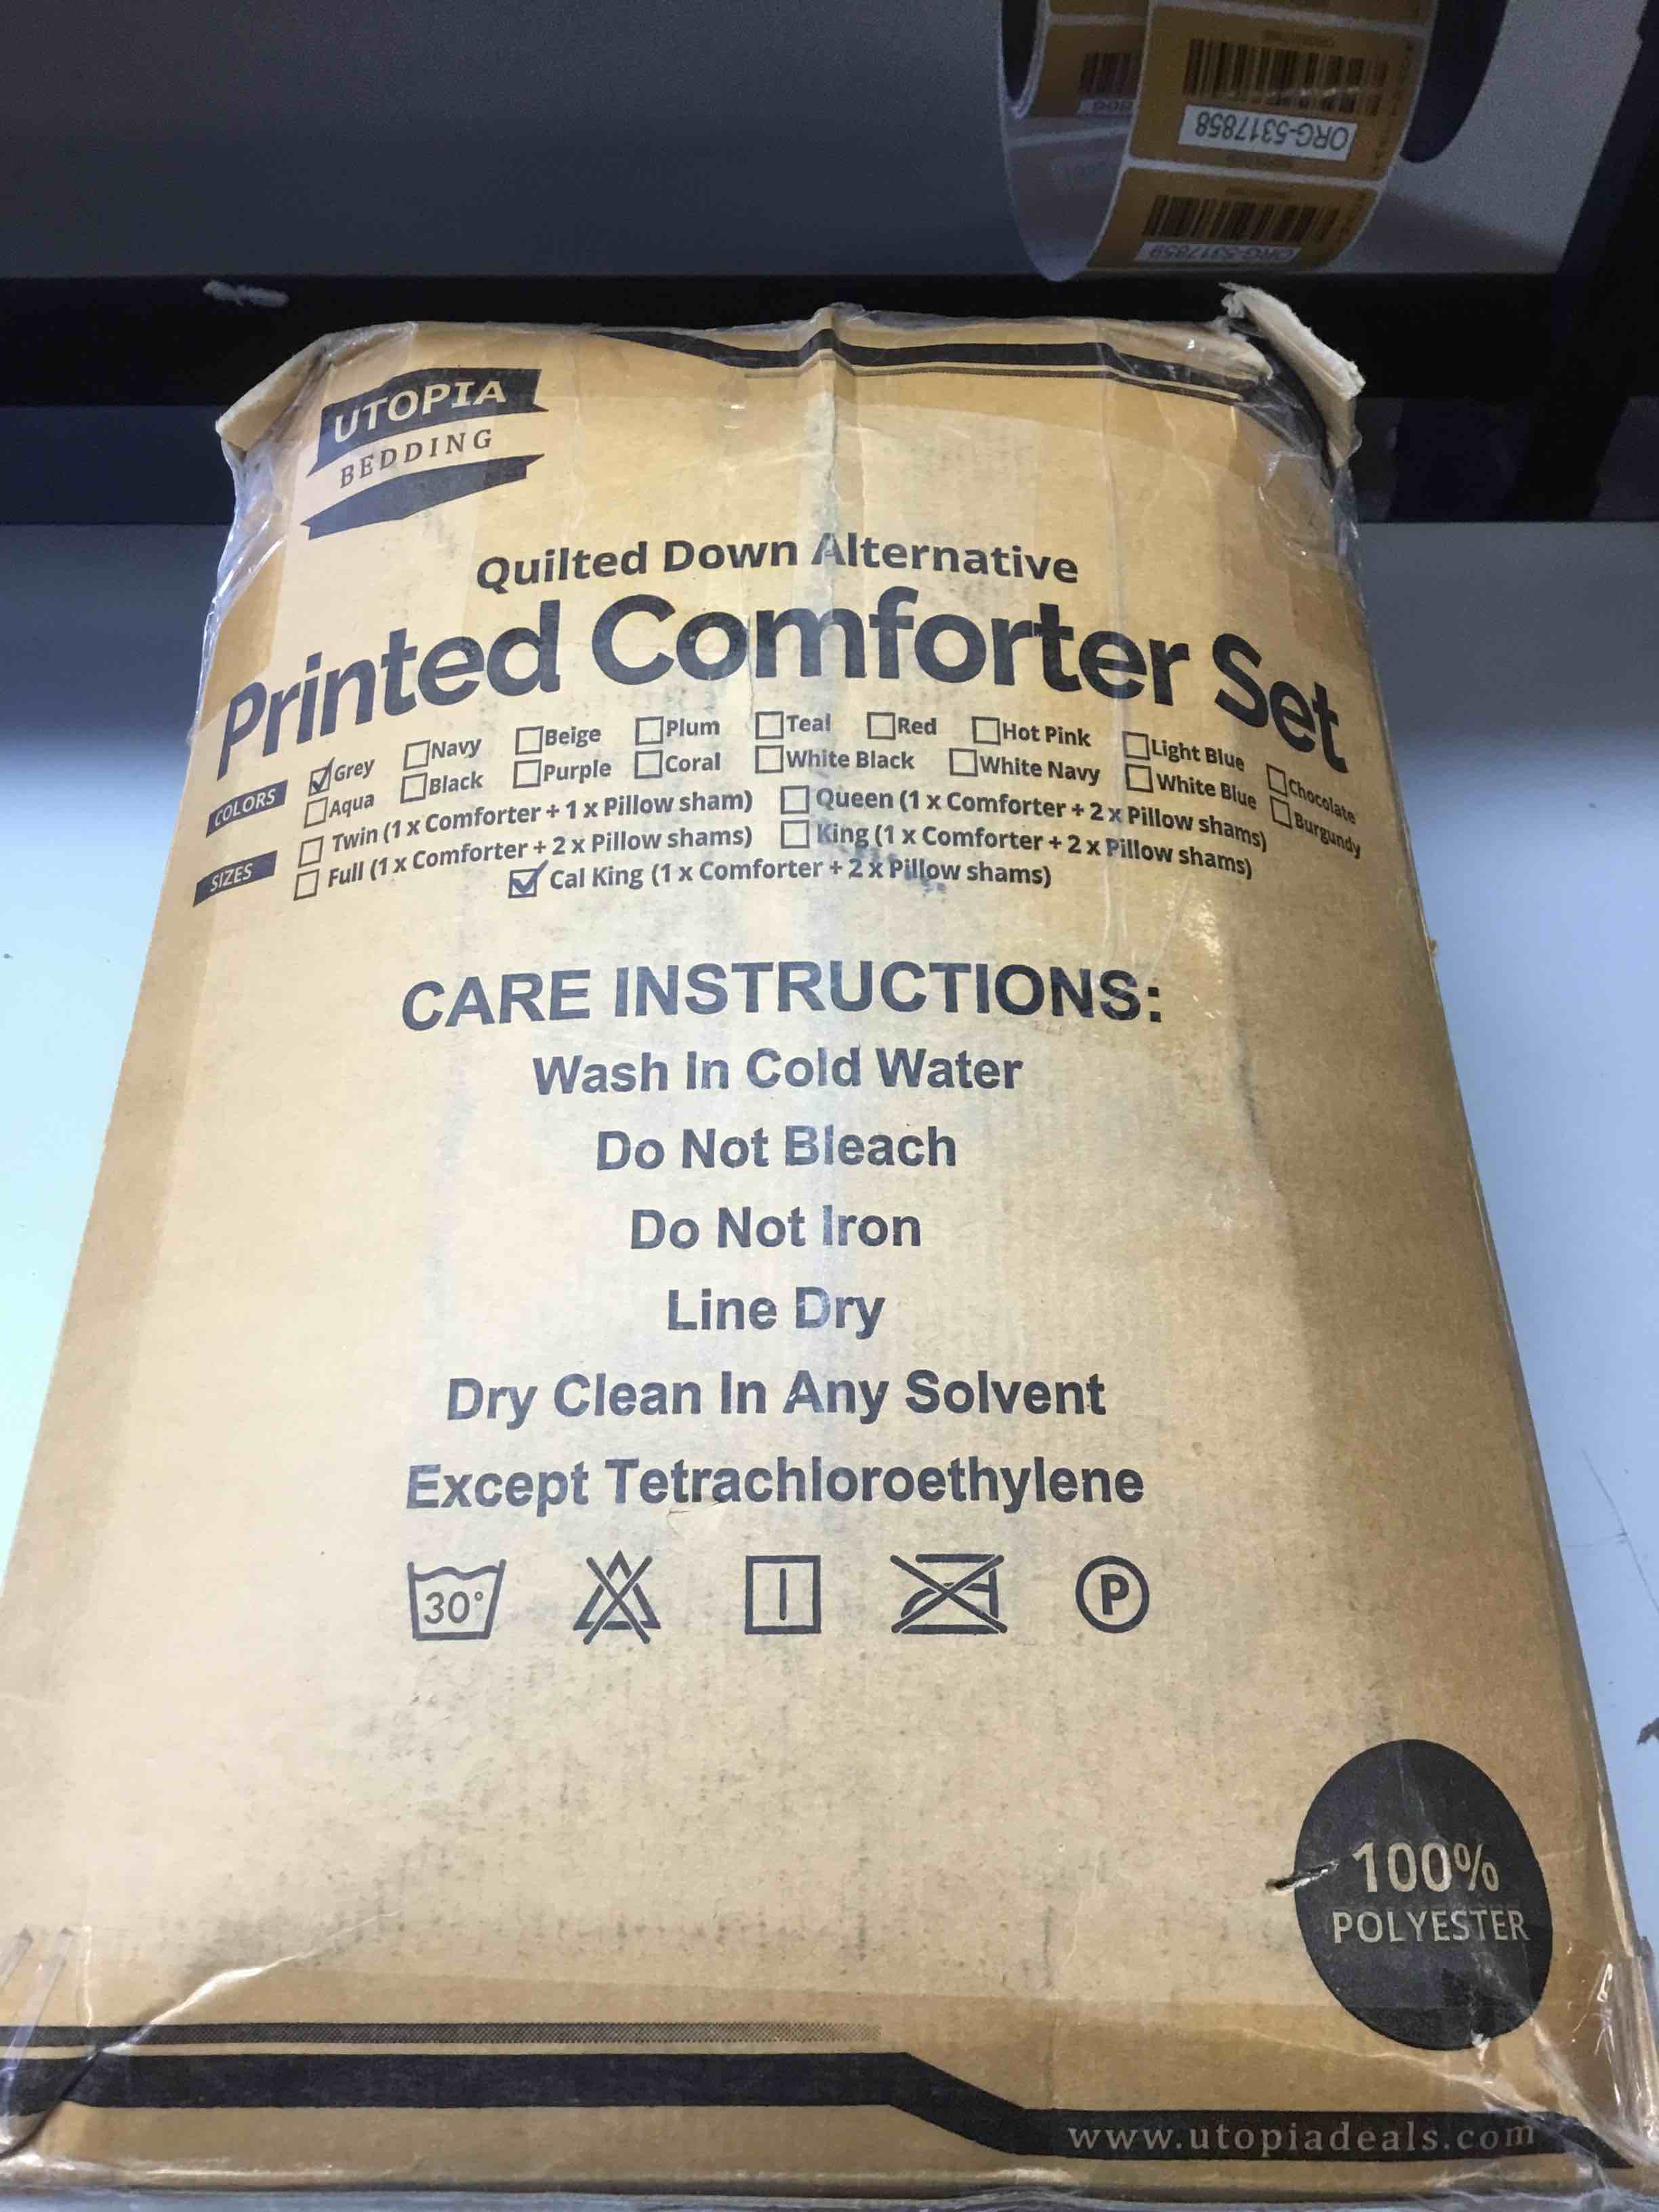 ORG-5317858
ORG-5317859
UTOPIA
BEDDING
Quilted Down Alternative
Printed Comforter Set
COLORS
Grey Navy Beige Plum Teal Red Hot Pink Light Blue Chocolate
Aqua Black Purple Coral White Black White Navy White Blue Burgundy
SIZES
Twin (1 x Comforter + 1 x Pillow sham) Queen (1 x Comforter + 2 x Pillow shams)
Full (1 x Comforter + 2 x Pillow shams) King (1 x Comforter + 2 x Pillow shams)
Cal King (1 x Comforter + 2 x Pillow shams)
CARE INSTRUCTIONS:
Wash In Cold Water
Do Not Bleach
Do Not Iron
Line Dry
Dry Clean In Any Solvent
Except Tetrachloroethylene
30° P
100%
POLYESTER
www.utopiadeals.com